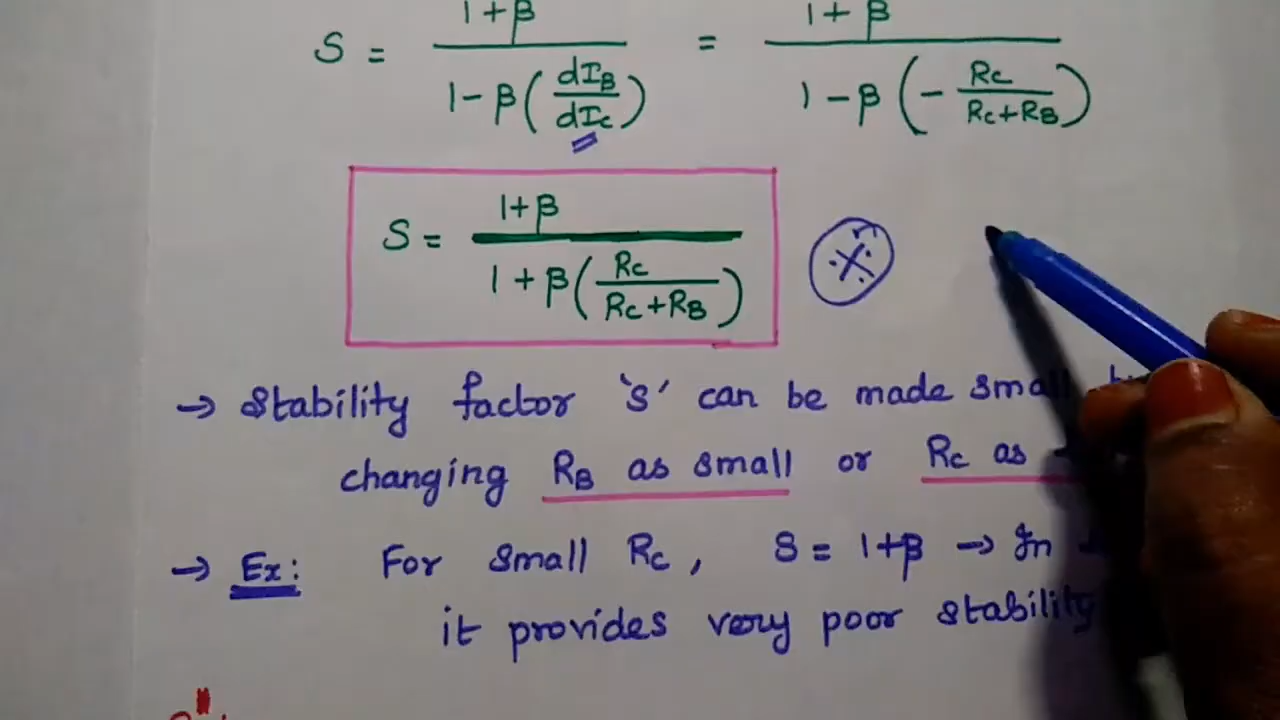 S = (1+β) / (1-β(dIB/dIC)) = (1+β) / (1-β(-RC/(RC+RB)))
S = (1+β) / (1+β(RC/(RC+RB)))
→ Stability factor 's' can be made small
changing RB as small or RC as
→ Ex: For small RC, S = 1+β → In
it provides very poor stability